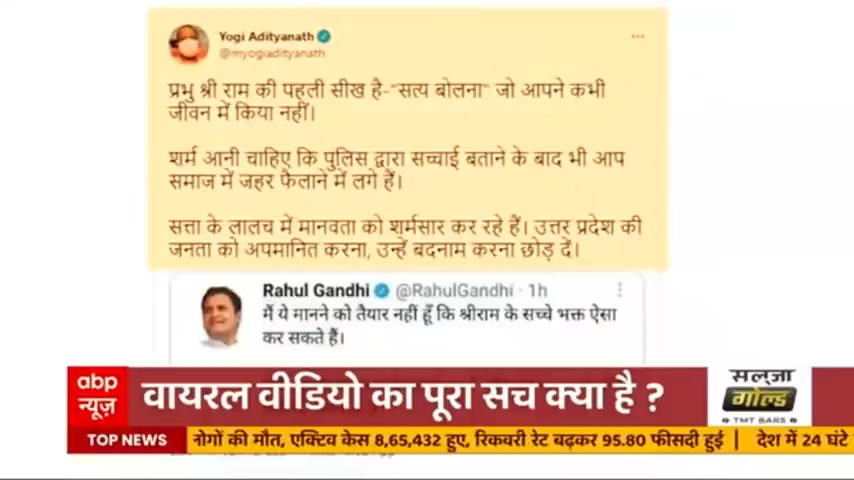 Yogi Adityanath
@myogiadityanath
प्रभु श्री राम की पहली सीख है-"सत्य बोलना" जो आपने कभी
जीवन में किया नहीं।
शर्म आनी चाहिए कि पुलिस द्वारा सच्चाई बताने के बाद भी आप
समाज में जहर फैलाने में लगे हैं।
सत्ता के लालच में मानवता को शर्मसार कर रहे हैं। उत्तर प्रदेश की
जनता को अपमानित करना, उन्हें बदनाम करना छोड़ दें।
Rahul Gandhi @RahulGandhi · 1h
मैं ये मानने को तैयार नहीं हूँ कि श्रीराम के सच्चे भक्त ऐसा
कर सकते हैं।
abp
न्यूज़
वायरल वीडियो का पूरा सच क्या है ?
सलूजा
गोल्ड
TMT BARS
TOP NEWS
नोगों की मौत, एक्टिव केस 8,65,432 हुए, रिकवरी रेट बढ़कर 95.80 फीसदी हुई | देश में 24 घंटे